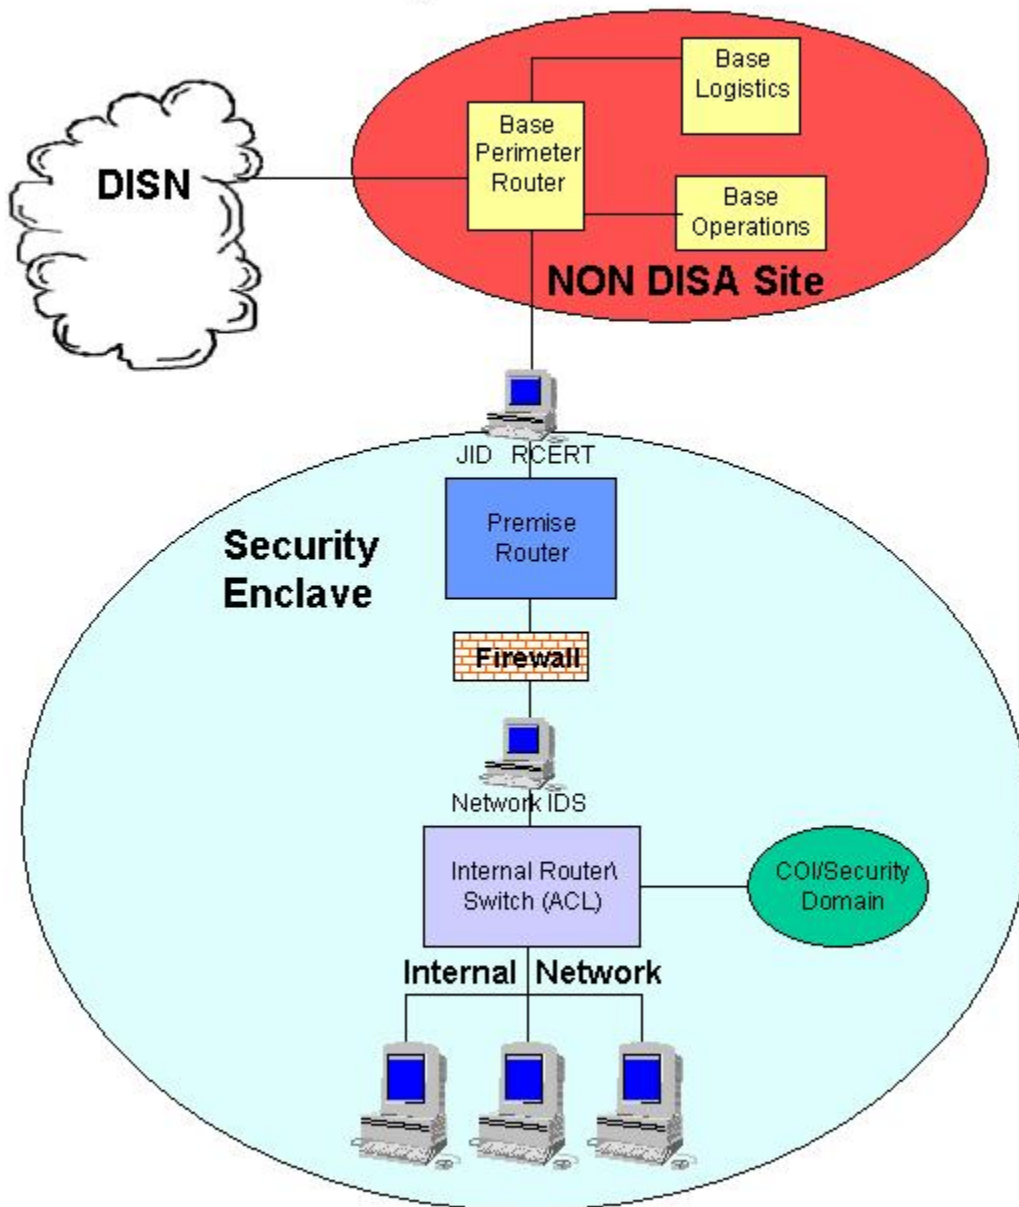 Base
Logistics
Base
Perimeter
Router
DISN
Base
Operations
NON DISA Site
JID RCERT
Premise
Router
Security
Enclave
Firewall
Network IDS
Internal Router\
Switch (ACL)
COI/Security
Domain
Internal Network